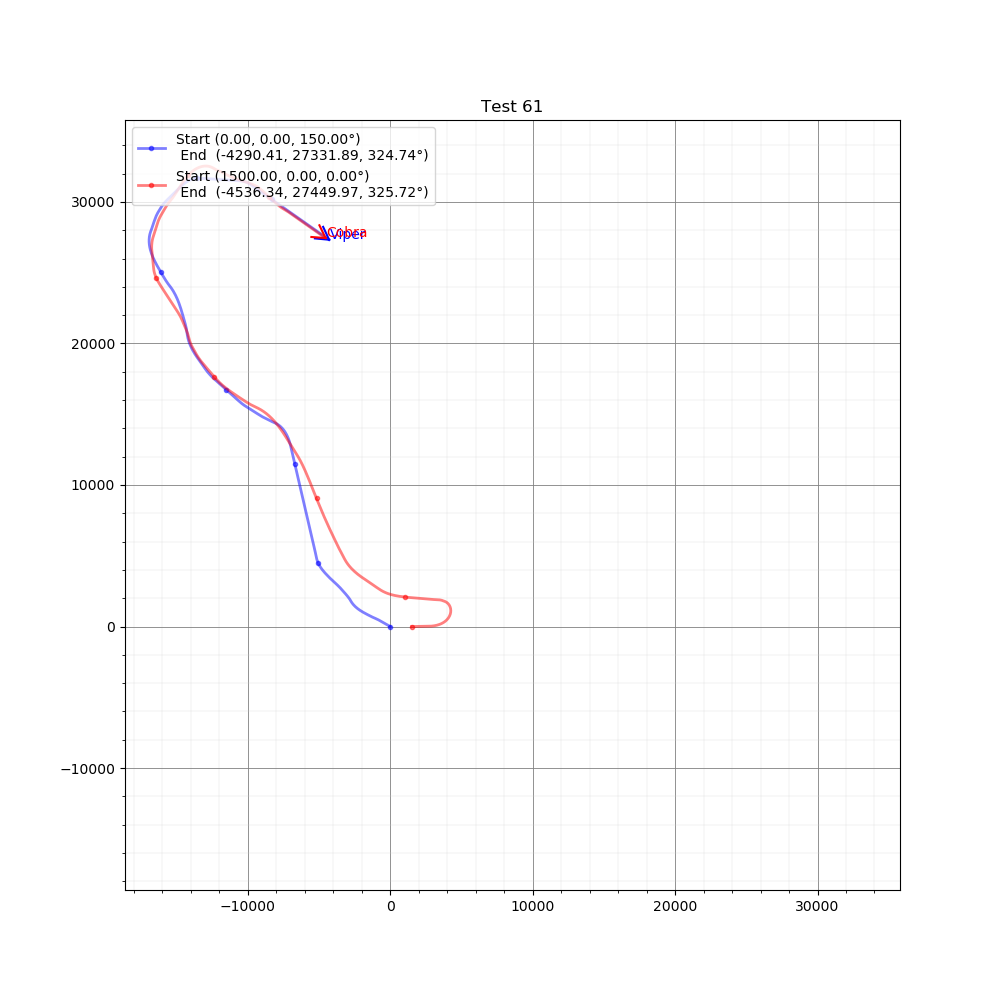 Test 61
Start (0.00, 0.00, 150.00°)
End (-4290.41, 27331.89, 324.74°)
Start (1500.00, 0.00, 0.00°)
End (-4536.34, 27449.97, 325.72°)
Cobra
Viper
30000
20000
10000
0
−10000
−10000
0
10000
20000
30000